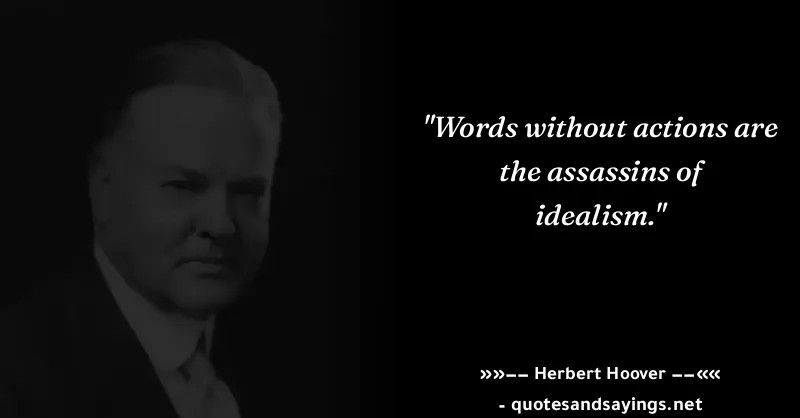 "Words without actions are
the assassins of
idealism."
»»−− Herbert Hoover −−««
- quotesandsayings.net